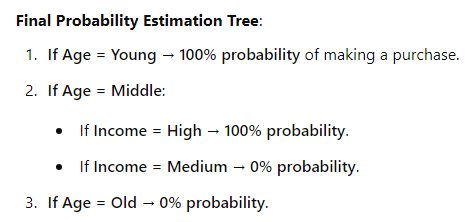 Final Probability Estimation Tree:
1. If Age = Young → 100% probability of making a purchase.
2. If Age = Middle:
• If Income = High → 100% probability.
• If Income = Medium → 0% probability.
3. If Age = Old → 0% probability.